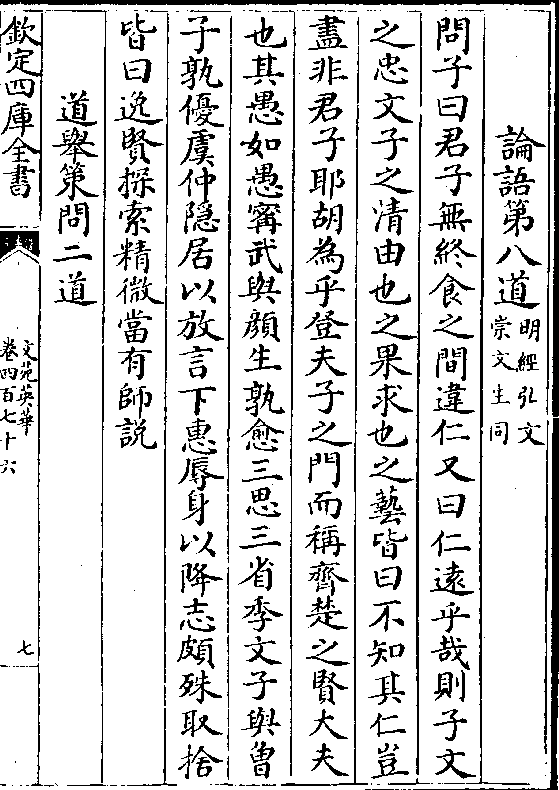 論語第八道明經弘文
崇文生同
問子曰君子無終食之間違仁又曰仁遠乎哉則子文
之忠文子之清由也之果求也之藝皆曰不知其仁豈
盡非君子耶胡為乎登夫子之門而稱齊楚之賢大夫
也其愚如愚甯武與顔生孰愈三思三省季文子與曾
子孰優虞仲隠居以放言下惠辱身以降志頗殊取捨
皆曰逸賢探索精微當有師説
道舉策問二道
欽定四庫全書
文苑英華
卷四百七十六
七